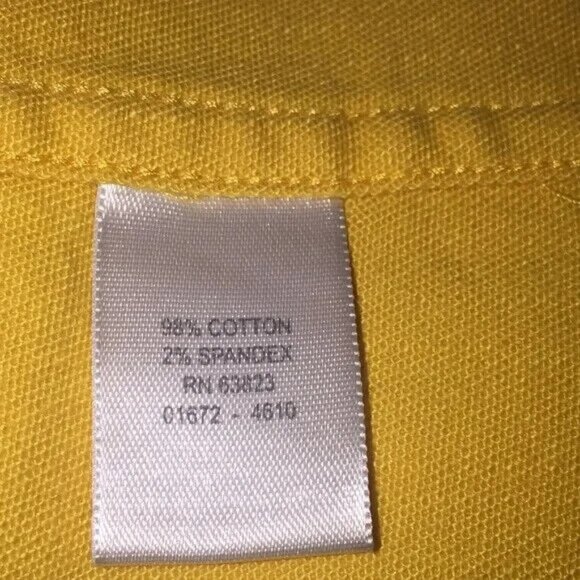 98% COTTON
2% SPANDEX
RN 63823
01672 - 4610